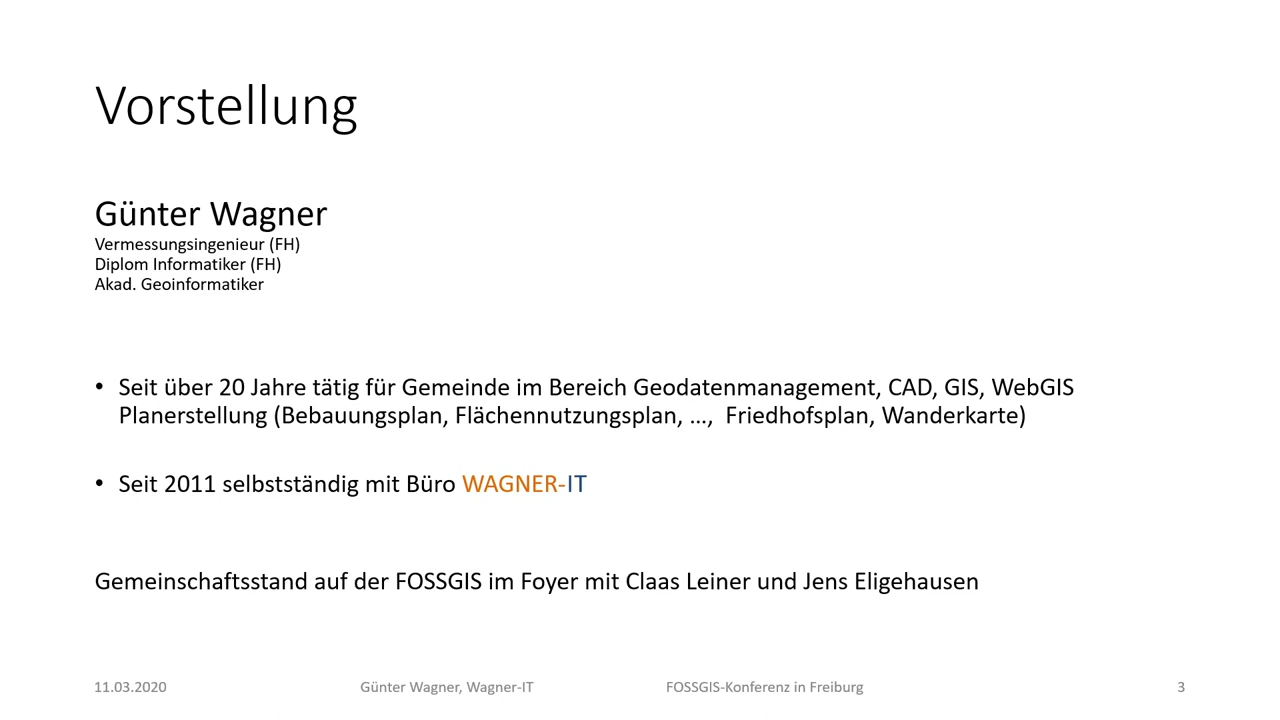 Vorstellung
Günter Wagner
Vermessungsingenieur (FH)
Diplom Informatiker (FH)
Akad. Geoinformatiker
• Seit über 20 Jahre tätig für Gemeinde im Bereich Geodatenmanagement, CAD, GIS, WebGIS
Planerstellung (Bebauungsplan, Flächennutzungsplan, ..., Friedhofsplan, Wanderkarte)
• Seit 2011 selbstständig mit Büro WAGNER-IT
Gemeinschaftsstand auf der FOSSGIS im Foyer mit Claas Leiner und Jens Eligehausen
11.03.2020 Günter Wagner, Wagner-IT FOSSGIS-Konferenz in Freiburg 3